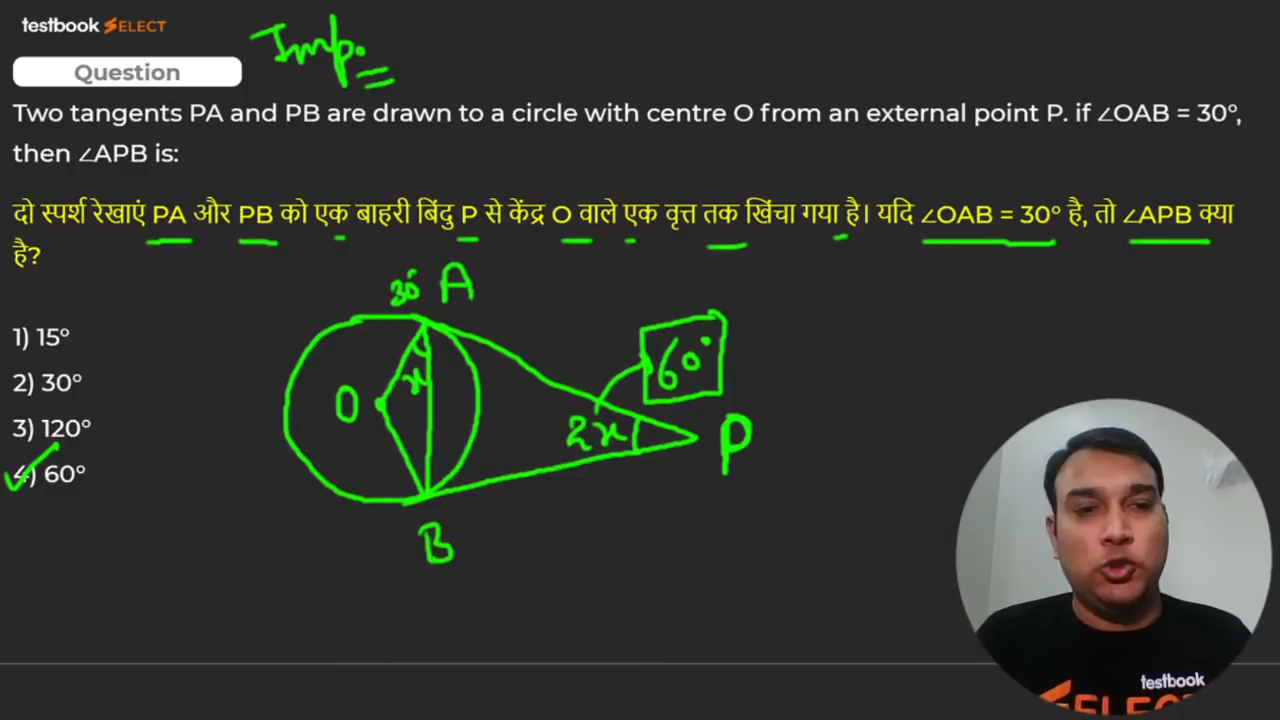 testbook SELECT
Imp.
Question
Two tangents PA and PB are drawn to a circle with centre O from an external point P. if ∠OAB = 30°,
then ∠APB is:
दो स्पर्श रेखाएं PA और PB को एक बाहरी बिंदु P से केंद्र O वाले एक वृत्त तक खिंचा गया है। यदि ∠OAB = 30° है, तो ∠APB क्या
है?
30° A
1) 15°
60°
2) 30°
x
O
3) 120°
2x
P
4) 60°
B
testbook
SELECT